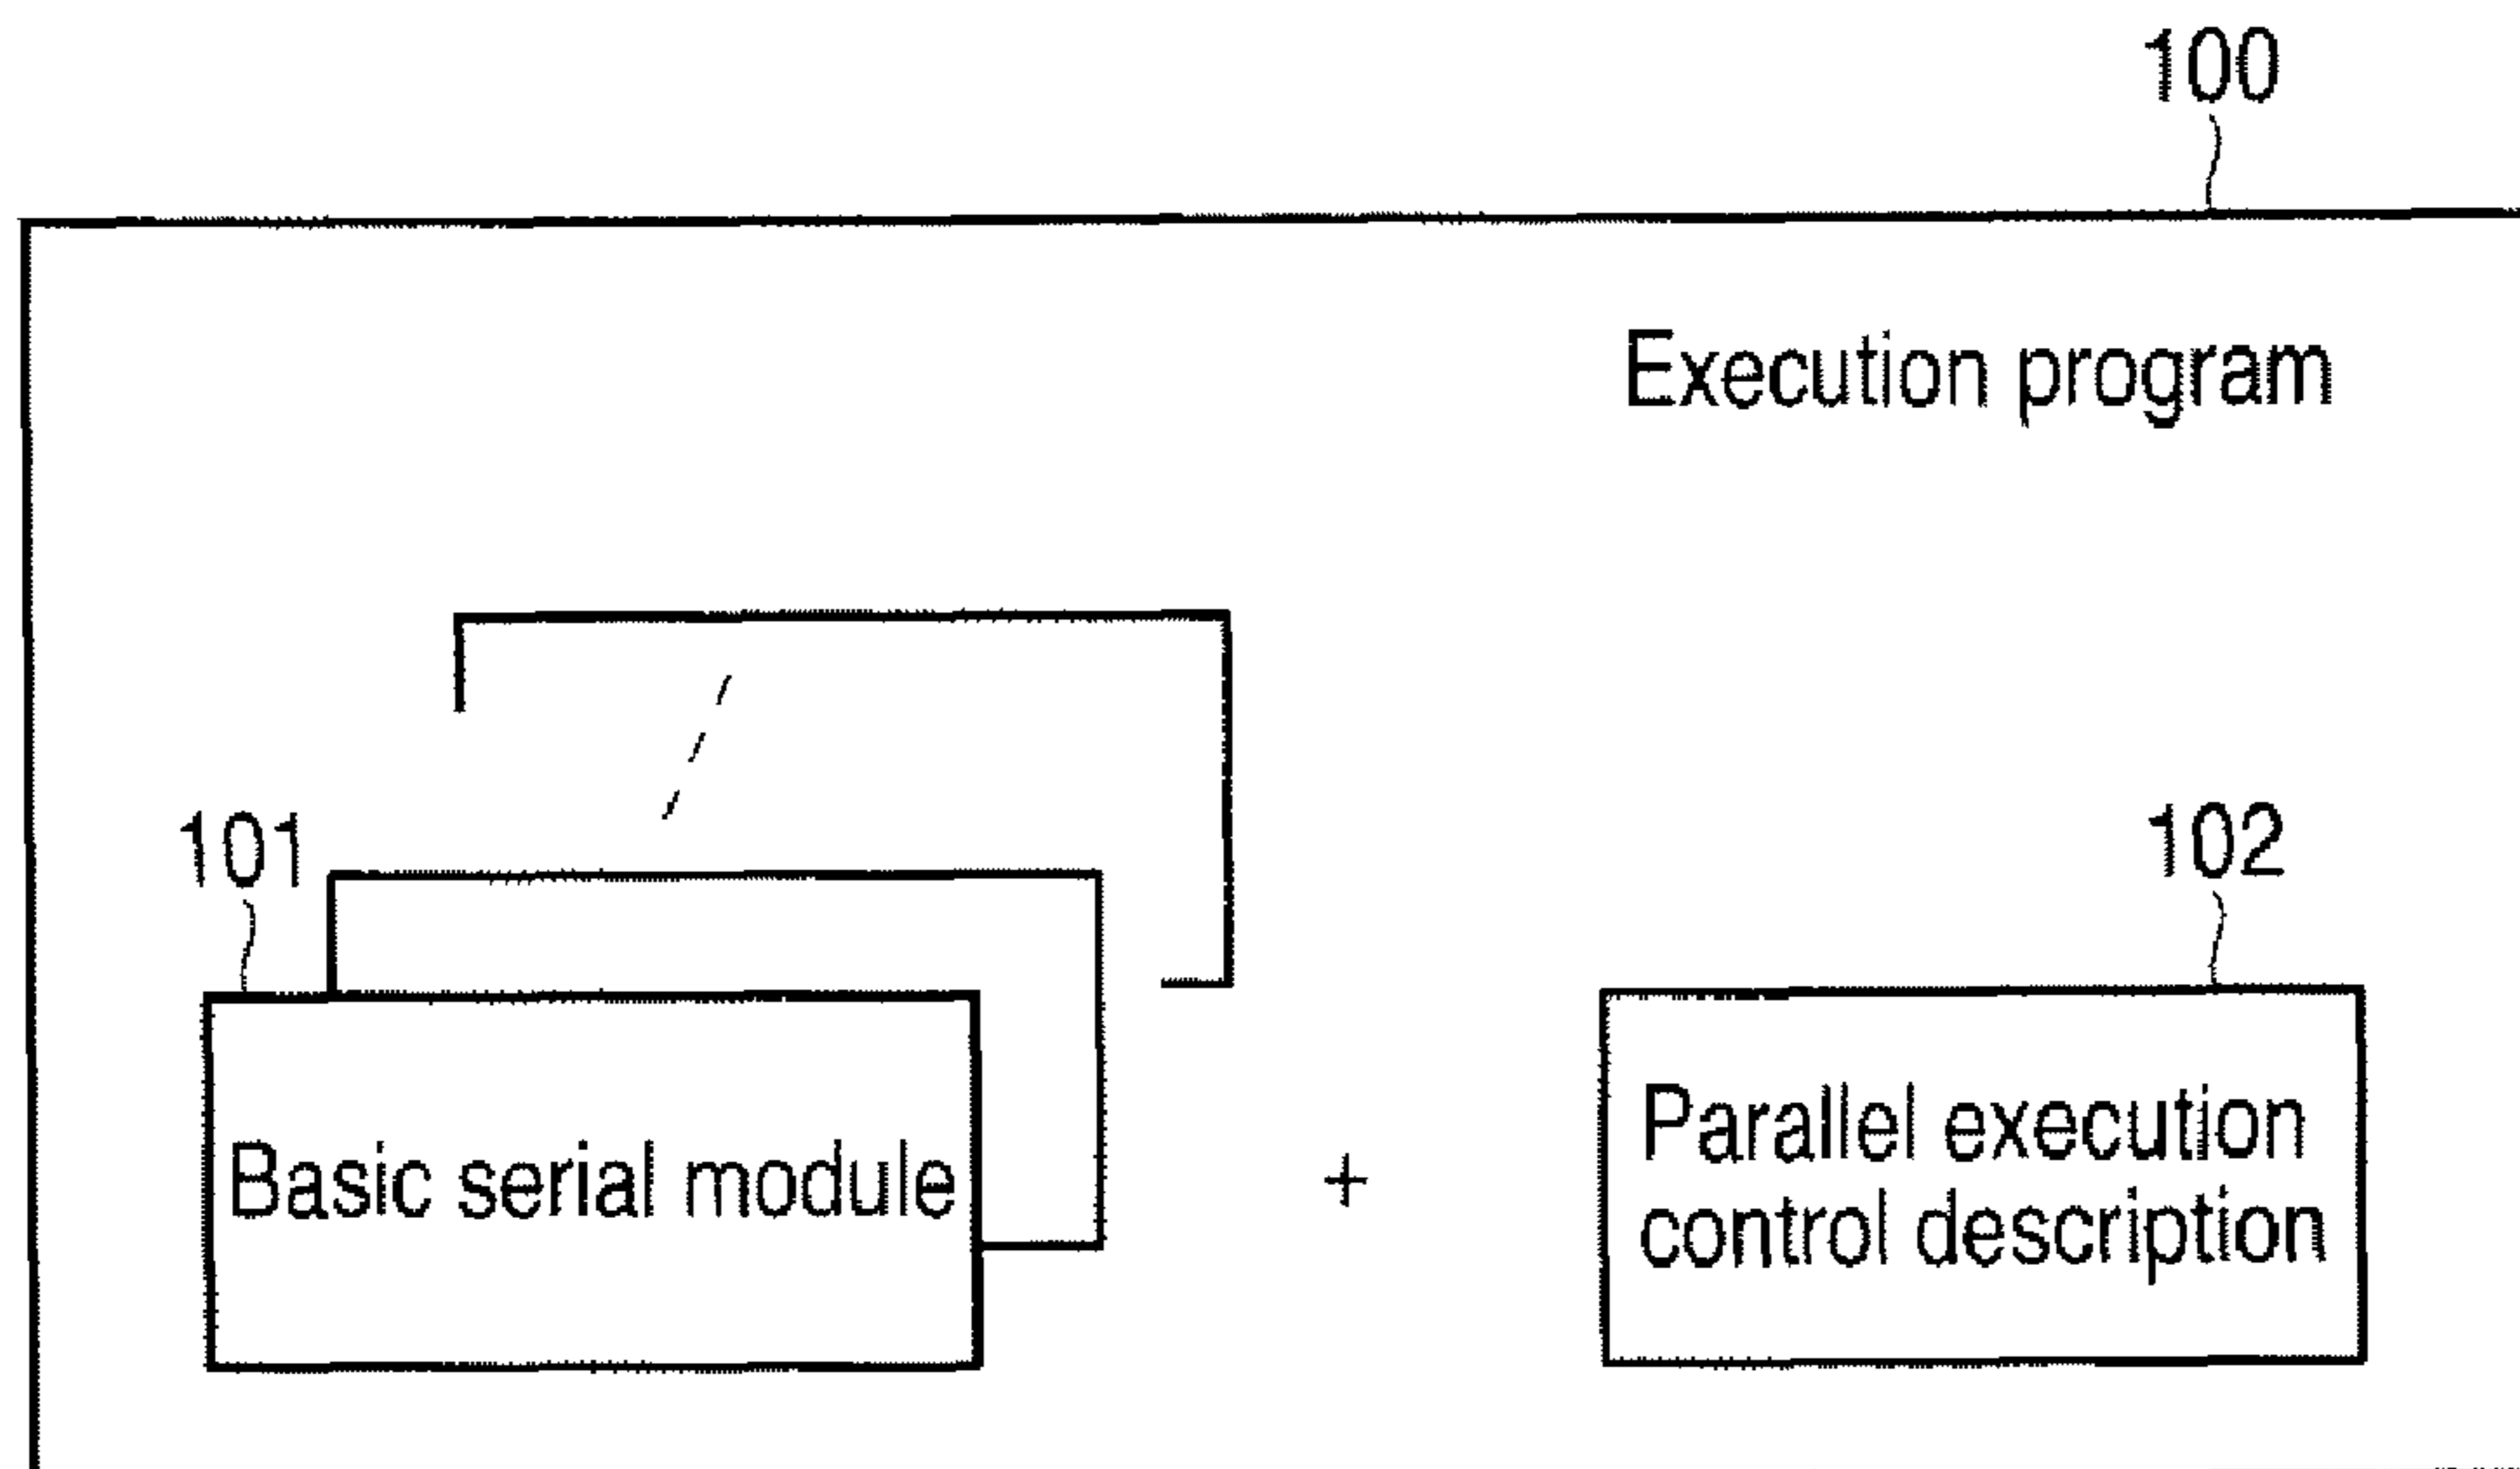 100
Execution program
101
102
Basic serial module
+
Parallel execution
control description